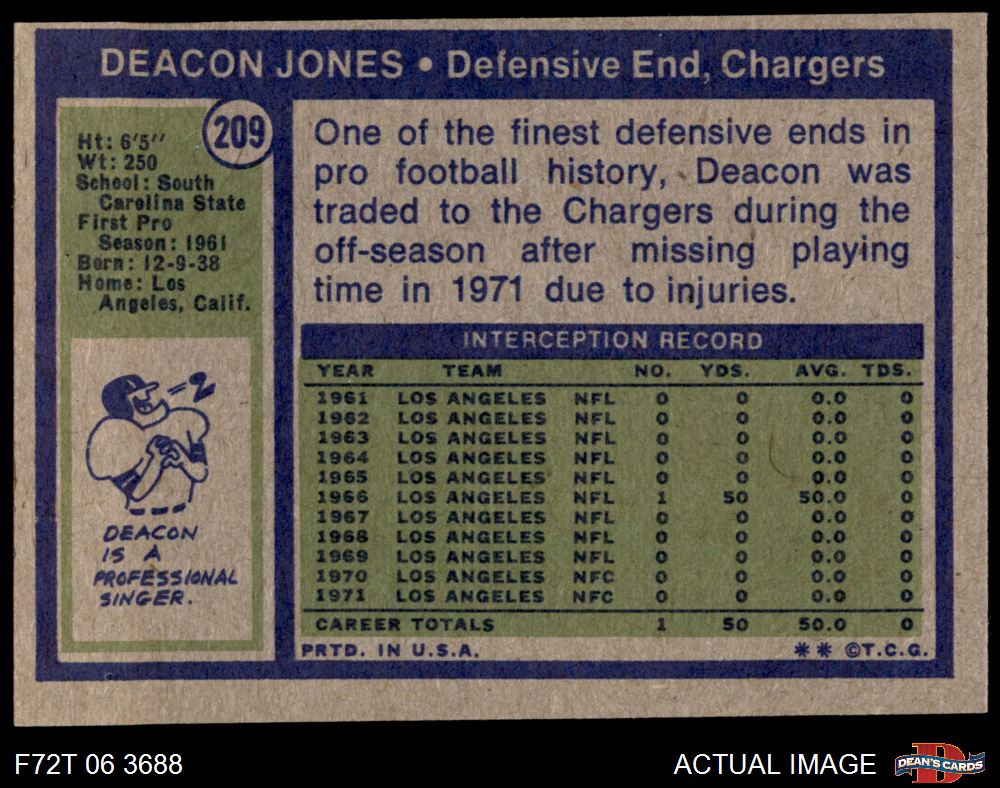 DEACON JONES • Defensive End, Chargers
209
Ht: 6'5''
Wt: 250
School: South
Carolina State
First Pro
Season: 1961
Born: 12-9-38
Home: Los
Angeles, Calif.
DEACON
IS A
PROFESSIONAL
SINGER.
One of the finest defensive ends in
pro football history, Deacon was
traded to the Chargers during the
off-season after missing playing
time in 1971 due to injuries.
INTERCEPTION RECORD
YEAR TEAM NO. YDS. AVG. TDS.
1961 LOS ANGELES NFL 0 0 0.0 0
1962 LOS ANGELES NFL 0 0 0.0 0
1963 LOS ANGELES NFL 0 0 0.0 0
1964 LOS ANGELES NFL 0 0 0.0 0
1965 LOS ANGELES NFL 0 0 0.0 0
1966 LOS ANGELES NFL 1 50 50.0 0
1967 LOS ANGELES NFL 0 0 0.0 0
1968 LOS ANGELES NFL 0 0 0.0 0
1969 LOS ANGELES NFL 0 0 0.0 0
1970 LOS ANGELES NFC 0 0 0.0 0
1971 LOS ANGELES NFC 0 0 0.0 0
CAREER TOTALS 1 50 50.0 0
PRTD. IN U.S.A. ** ©T.C.G.
F72T 06 3688 ACTUAL IMAGE DEAN'S CARDS